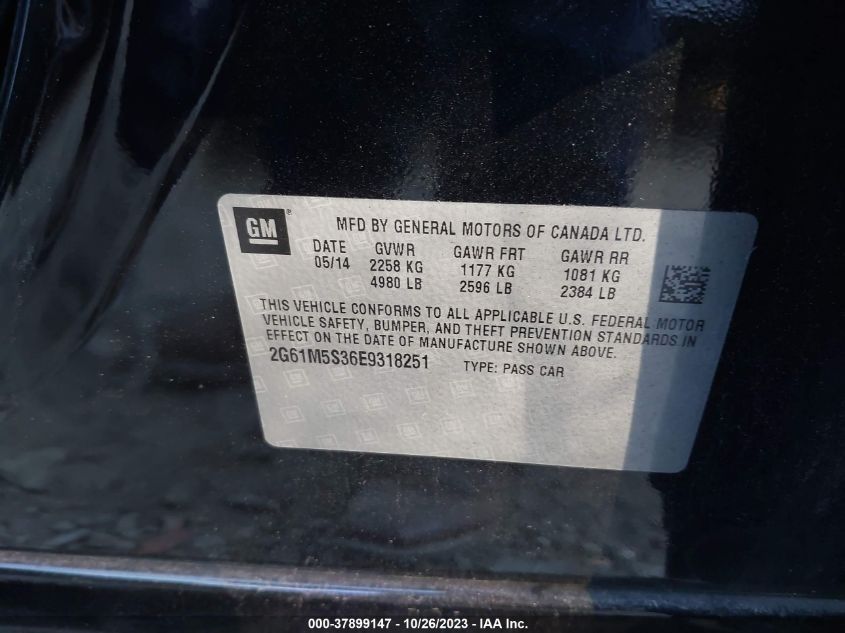 GM ®
MFD BY GENERAL MOTORS OF CANADA LTD.
DATE GVWR GAWR FRT GAWR RR
05/14 2258 KG 1177 KG 1081 KG
4980 LB 2596 LB 2384 LB
THIS VEHICLE CONFORMS TO ALL APPLICABLE U.S. FEDERAL MOTOR
VEHICLE SAFETY, BUMPER, AND THEFT PREVENTION STANDARDS IN
EFFECT ON THE DATE OF MANUFACTURE SHOWN ABOVE.
2G61M5S36E9318251 TYPE: PASS CAR
000-37899147 - 10/26/2023 - IAA Inc.